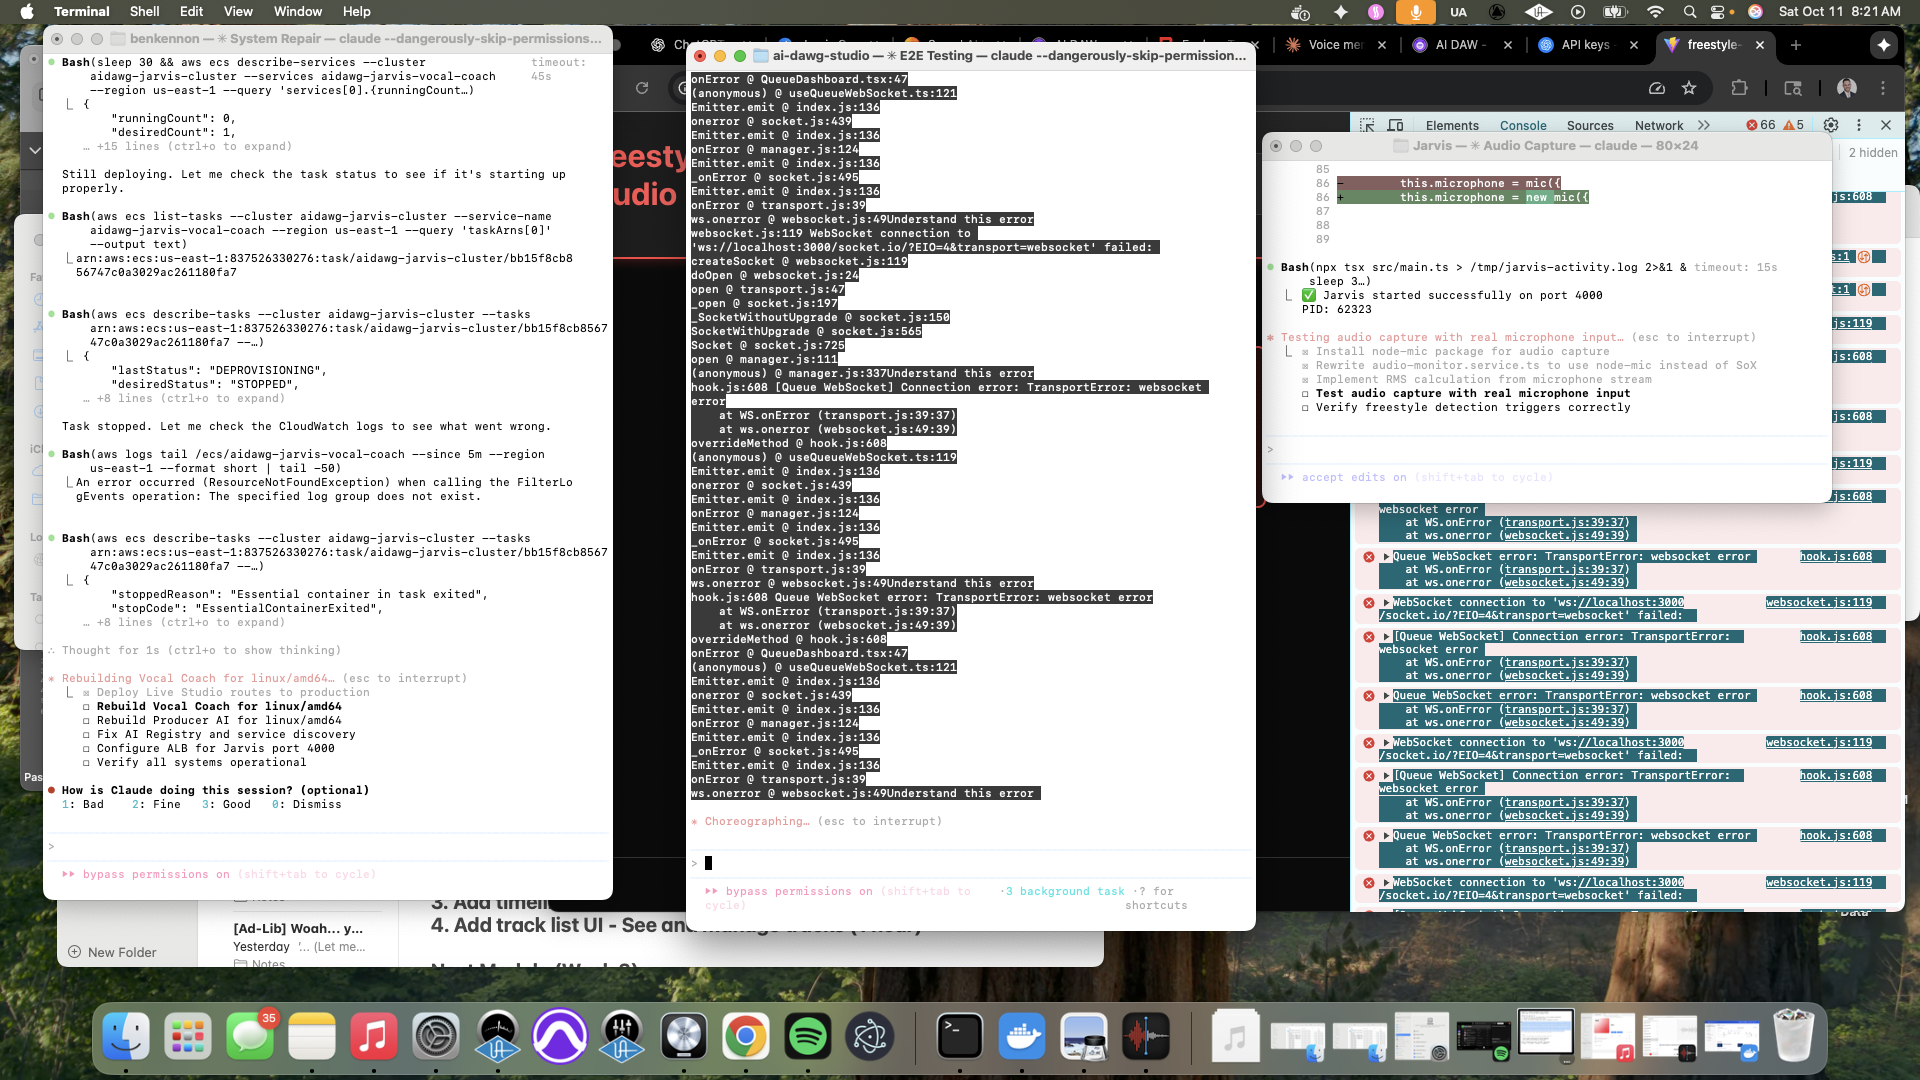 Terminal Shell Edit View Window Help
UA
Sat Oct 11 8:21 AM
benkennon — ✳ System Repair — claude --dangerously-skip-permissions...
Bash(sleep 30 && aws ecs describe-services --cluster timeout:
aidawg-jarvis-cluster --services aidawg-jarvis-vocal-coach 45s
--region us-east-1 --query 'services[0].{runningCount…)
{
"runningCount": 0,
"desiredCount": 1,
… +15 lines (ctrl+o to expand)
Still deploying. Let me check the task status to see if it's starting up
properly.
Bash(aws ecs list-tasks --cluster aidawg-jarvis-cluster --service-name
aidawg-jarvis-vocal-coach --region us-east-1 --query 'taskArns[0]'
--output text)
arn:aws:ecs:us-east-1:837526330276:task/aidawg-jarvis-cluster/bb15f8cb8
56747c0a3029ac261180fa7
Bash(aws ecs describe-tasks --cluster aidawg-jarvis-cluster --tasks
arn:aws:ecs:us-east-1:837526330276:task/aidawg-jarvis-cluster/bb15f8cb8567
47c0a3029ac261180fa7 --…)
{
"lastStatus": "DEPROVISIONING",
"desiredStatus": "STOPPED",
… +8 lines (ctrl+o to expand)
Task stopped. Let me check the CloudWatch logs to see what went wrong.
Bash(aws logs tail /ecs/aidawg-jarvis-vocal-coach --since 5m --region
us-east-1 --format short | tail -50)
An error occurred (ResourceNotFoundException) when calling the FilterLo
gEvents operation: The specified log group does not exist.
Bash(aws ecs describe-tasks --cluster aidawg-jarvis-cluster --tasks
arn:aws:ecs:us-east-1:837526330276:task/aidawg-jarvis-cluster/bb15f8cb8567
47c0a3029ac261180fa7 --…)
{
"stoppedReason": "Essential container in task exited",
"stopCode": "EssentialContainerExited",
… +8 lines (ctrl+o to expand)
∴ Thought for 1s (ctrl+o to show thinking)
✶ Rebuilding Vocal Coach for linux/amd64… (esc to interrupt)
☒ Deploy Live Studio routes to production
☐ Rebuild Vocal Coach for linux/amd64
☐ Rebuild Producer AI for linux/amd64
☐ Fix AI Registry and service discovery
☐ Configure ALB for Jarvis port 4000
☐ Verify all systems operational
● How is Claude doing this session? (optional)
1: Bad 2: Fine 3: Good 0: Dismiss
>
bypass permissions on (shift+tab to cycle)
ai-dawg-studio — ✳ E2E Testing — claude --dangerously-skip-permission...
onError @ QueueDashboard.tsx:47
(anonymous) @ useQueueWebSocket.ts:121
Emitter.emit @ index.js:136
onerror @ socket.js:439
Emitter.emit @ index.js:136
onError @ manager.js:124
Emitter.emit @ index.js:136
_onError @ socket.js:495
Emitter.emit @ index.js:136
onError @ transport.js:39
ws.onerror @ websocket.js:49Understand this error
websocket.js:119 WebSocket connection to
'ws://localhost:3000/socket.io/?EIO=4&transport=websocket' failed:
createSocket @ websocket.js:119
doOpen @ websocket.js:24
open @ transport.js:47
_open @ socket.js:197
_SocketWithoutUpgrade @ socket.js:150
SocketWithUpgrade @ socket.js:565
Socket @ socket.js:725
open @ manager.js:111
(anonymous) @ manager.js:337Understand this error
hook.js:608 [Queue WebSocket] Connection error: TransportError: websocket
error
at WS.onError (transport.js:39:37)
at ws.onerror (websocket.js:49:39)
overrideMethod @ hook.js:608
(anonymous) @ useQueueWebSocket.ts:119
Emitter.emit @ index.js:136
onerror @ socket.js:439
Emitter.emit @ index.js:136
onError @ manager.js:124
Emitter.emit @ index.js:136
_onError @ socket.js:495
Emitter.emit @ index.js:136
onError @ transport.js:39
ws.onerror @ websocket.js:49Understand this error
hook.js:608 Queue WebSocket error: TransportError: websocket error
at WS.onError (transport.js:39:37)
at ws.onerror (websocket.js:49:39)
overrideMethod @ hook.js:608
onError @ QueueDashboard.tsx:47
(anonymous) @ useQueueWebSocket.ts:121
Emitter.emit @ index.js:136
onerror @ socket.js:439
Emitter.emit @ index.js:136
onError @ manager.js:124
Emitter.emit @ index.js:136
_onError @ socket.js:495
Emitter.emit @ index.js:136
onError @ transport.js:39
ws.onerror @ websocket.js:49Understand this error
✶ Choreographing… (esc to interrupt)
>
bypass permissions on (shift+tab to · 3 background task · ? for
cycle) shortcuts
Voice me AI DAW - API keys freestyle-
Elements Console Sources Network 66 5
2 hidden
Jarvis — ✳ Audio Capture — claude — 80×24
85
86 - this.microphone = mic({
86 + this.microphone = new mic({
87
88
89
Bash(npx tsx src/main.ts > /tmp/jarvis-activity.log 2>&1 & timeout: 15s
sleep 3…)
✅ Jarvis started successfully on port 4000
PID: 62323
✶ Testing audio capture with real microphone input… (esc to interrupt)
☒ Install node-mic package for audio capture
☒ Rewrite audio-monitor.service.ts to use node-mic instead of SoX
☒ Implement RMS calculation from microphone stream
☐ Test audio capture with real microphone input
☐ Verify freestyle detection triggers correctly
>
accept edits on (shift+tab to cycle)
websocket error
at WS.onError (transport.js:39:37)
at ws.onerror (websocket.js:49:39)
Queue WebSocket error: TransportError: websocket error hook.js:608
at WS.onError (transport.js:39:37)
at ws.onerror (websocket.js:49:39)
WebSocket connection to 'ws://localhost:3000 websocket.js:119
/socket.io/?EIO=4&transport=websocket' failed:
[Queue WebSocket] Connection error: TransportError: hook.js:608
websocket error
at WS.onError (transport.js:39:37)
at ws.onerror (websocket.js:49:39)
Queue WebSocket error: TransportError: websocket error hook.js:608
at WS.onError (transport.js:39:37)
at ws.onerror (websocket.js:49:39)
WebSocket connection to 'ws://localhost:3000 websocket.js:119
/socket.io/?EIO=4&transport=websocket' failed:
[Queue WebSocket] Connection error: TransportError: hook.js:608
websocket error
at WS.onError (transport.js:39:37)
at ws.onerror (websocket.js:49:39)
Queue WebSocket error: TransportError: websocket error hook.js:608
at WS.onError (transport.js:39:37)
at ws.onerror (websocket.js:49:39)
WebSocket connection to 'ws://localhost:3000 websocket.js:119
/socket.io/?EIO=4&transport=websocket' failed:
4. Add track list UI - See and
[Ad-Lib] Woah... y...
Yesterday '... (Let me...
Notes
New Folder
35